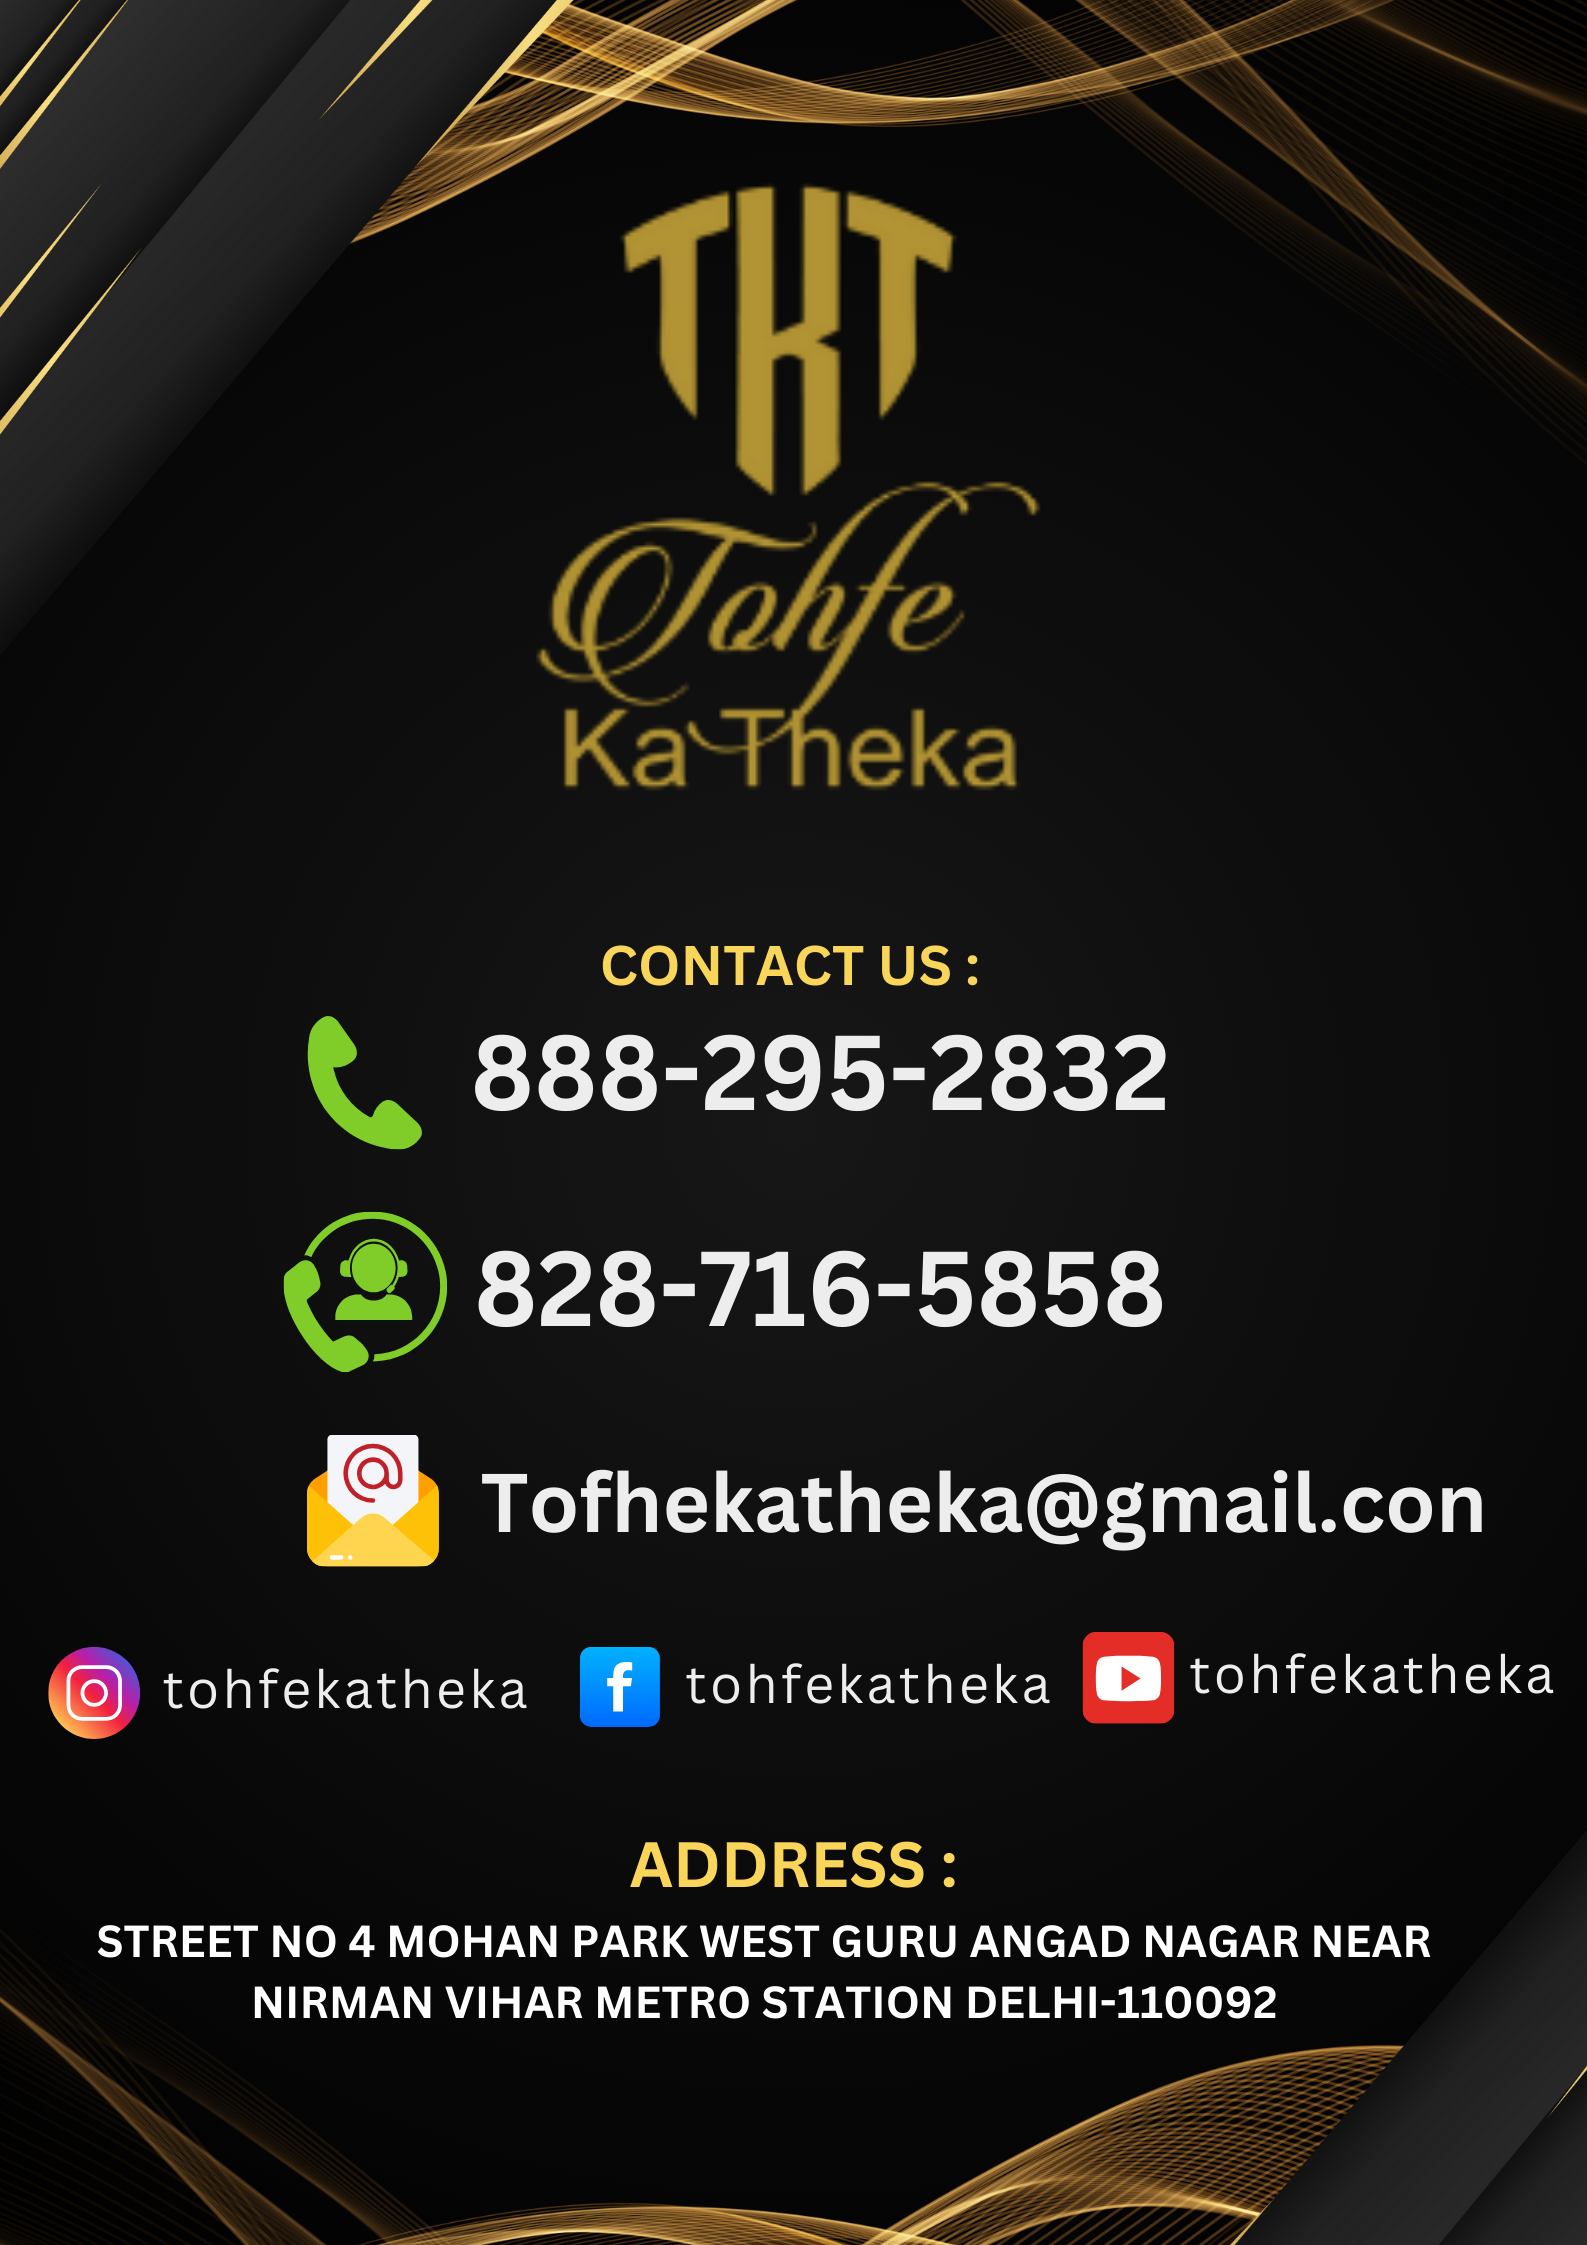 TKT
Tohfe
Ka Theka
CONTACT US :
888-295-2832
828-716-5858
Tofhekatheka@gmail.con
tohfekatheka
tohfekatheka
tohfekatheka
ADDRESS :
STREET NO 4 MOHAN PARK WEST GURU ANGAD NAGAR NEAR
NIRMAN VIHAR METRO STATION DELHI-110092